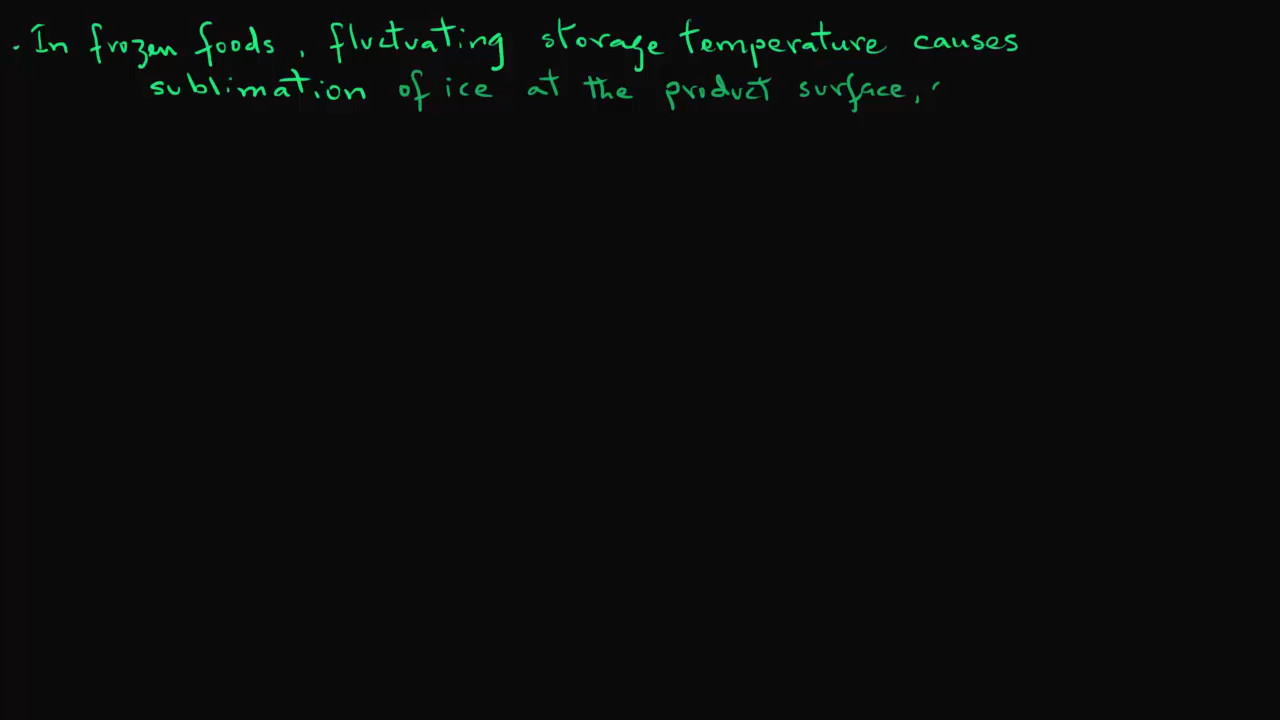 . In frozen foods, fluctuating storage temperature causes
sublimation of ice at the product surface,